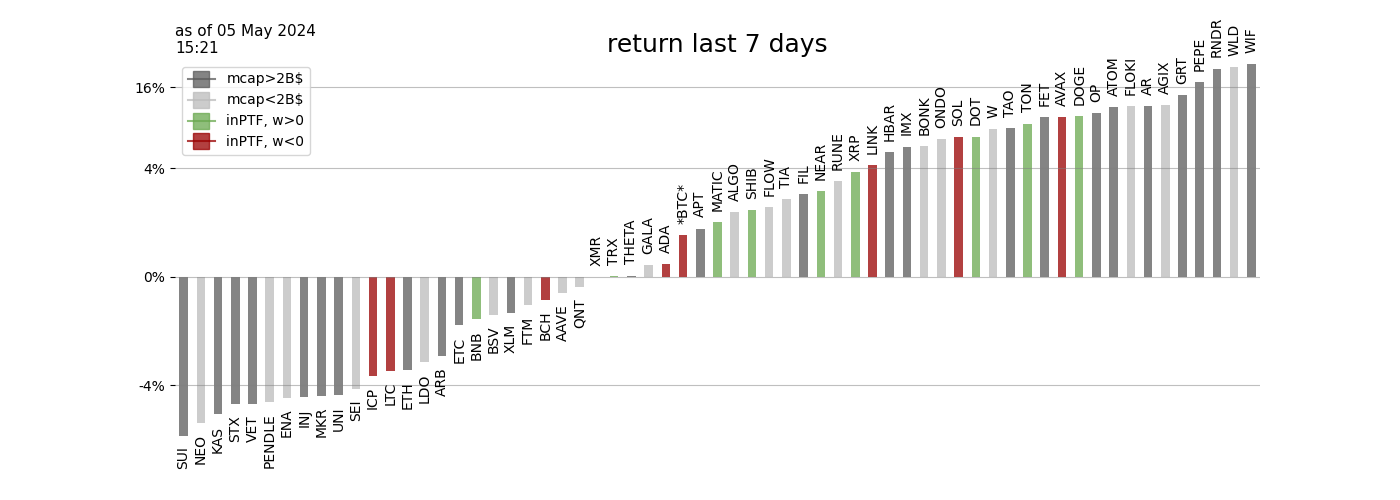 as of 05 May 2024
15:21
return last 7 days
mcap>2B$
mcap<2B$
inPTF, w>0
inPTF, w<0
16%
4%
0%
-4%
SUI
NEO
KAS
STX
VET
PENDLE
ENA
INJ
MKR
UNI
SEI
ICP
LTC
ETH
LDO
ARB
ETC
BNB
BSV
XLM
FTM
BCH
AAVE
QNT
XMR
TRX
THETA
GALA
ADA
*BTC*
APT
MATIC
ALGO
SHIB
FLOW
TIA
FIL
NEAR
RUNE
XRP
LINK
HBAR
IMX
BONK
ONDO
SOL
DOT
W
TAO
TON
FET
AVAX
DOGE
OP
ATOM
FLOKI
AR
AGIX
GRT
PEPE
RNDR
WLD
WIF